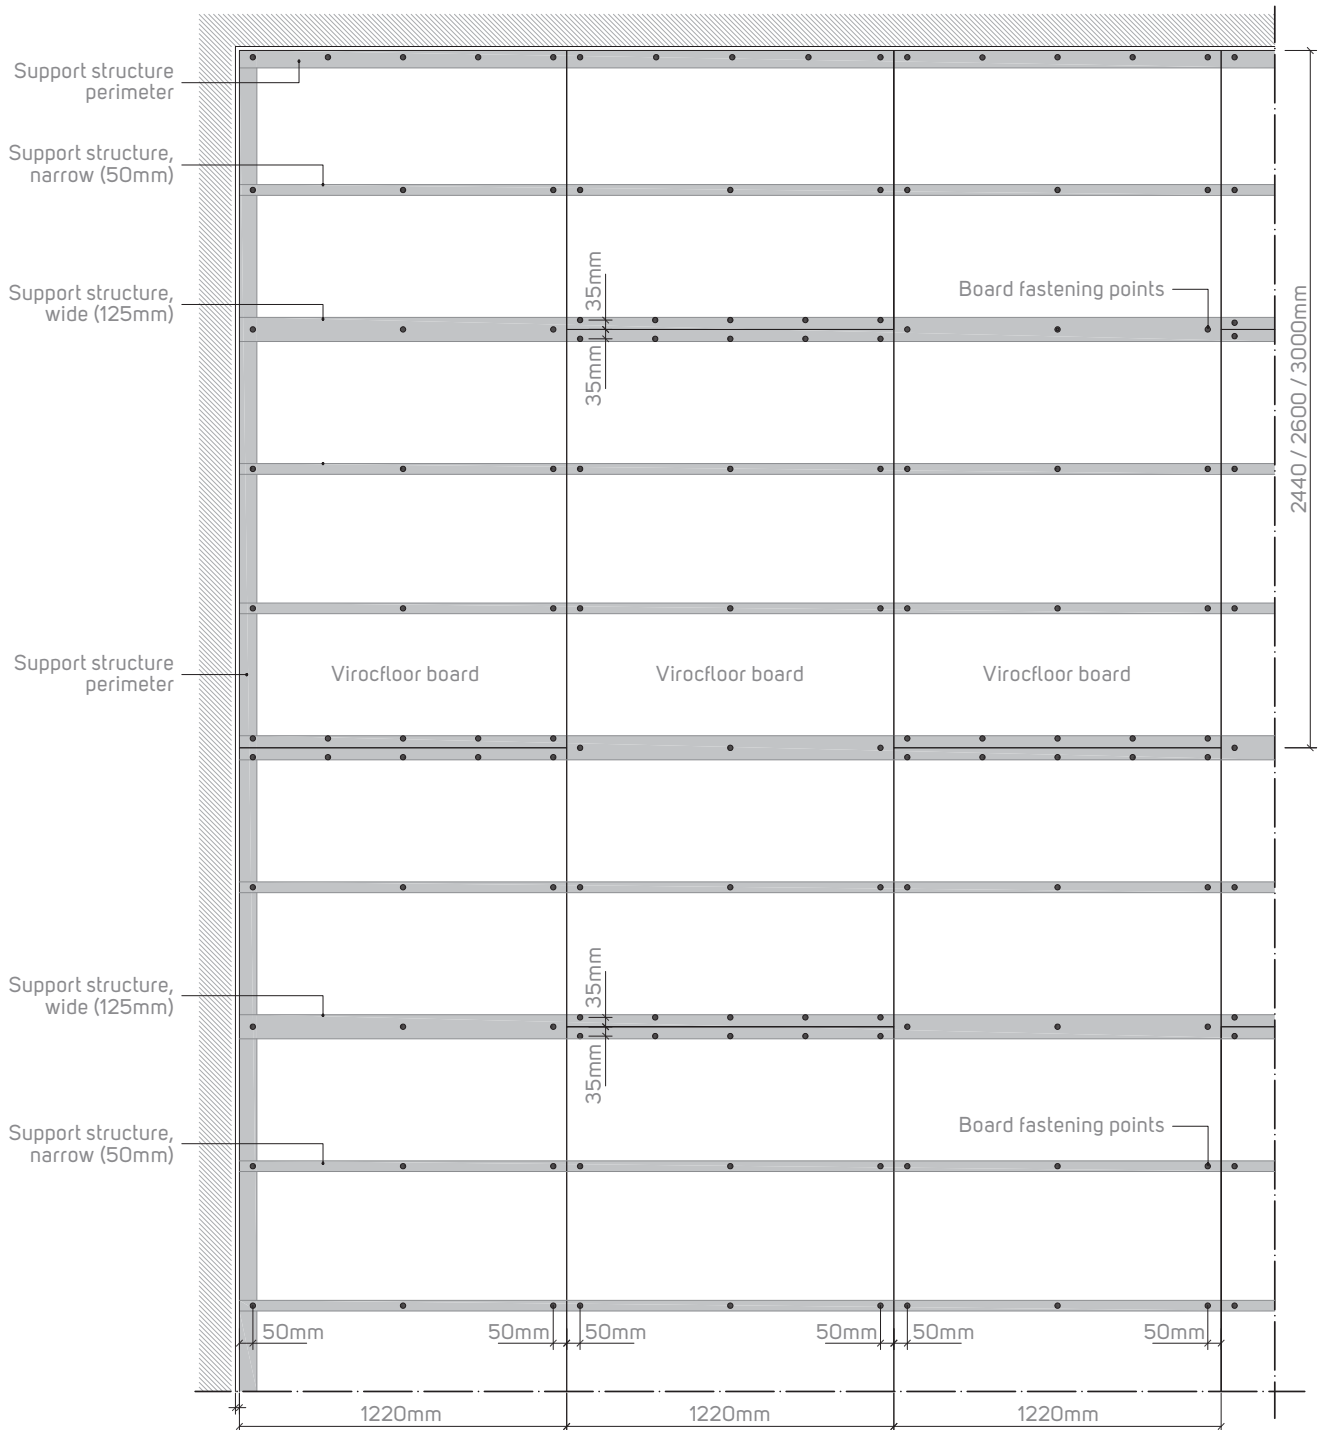 Support structure
perimeter
Support structure,
narrow (50mm)
Support structure,
wide (125mm)
35mm
35mm
Board fastening points
2440 / 2600 / 3000mm
Support structure
perimeter
Virocfloor board
Virocfloor board
Virocfloor board
Support structure,
wide (125mm)
35mm
35mm
Support structure,
narrow (50mm)
Board fastening points
50mm
50mm
50mm
50mm
50mm
50mm
1220mm
1220mm
1220mm